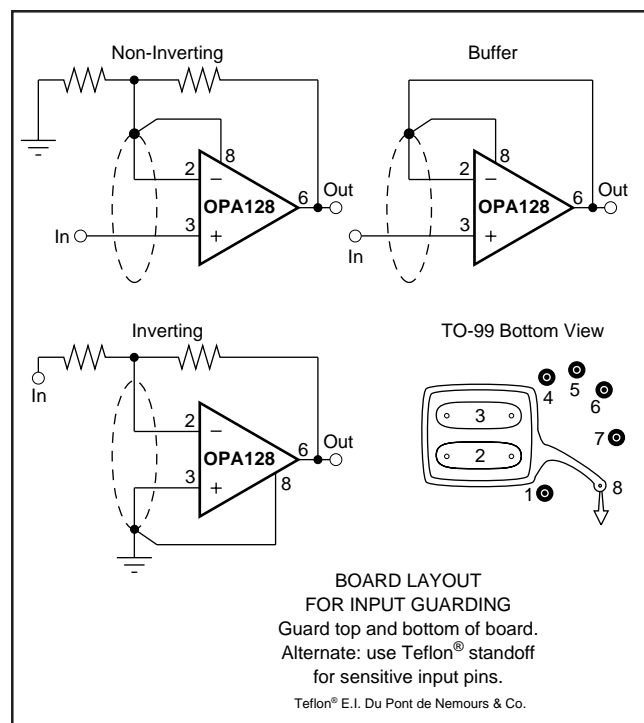 Non-Inverting
2
8
−
OPA128
3
+
6
Out
In
Buffer
2
8
−
OPA128
3
+
6
Out
In
Inverting
In
2
−
OPA128
3
+
8
6
Out
TO-99 Bottom View
4
5
6
7
3
2
1
8
BOARD LAYOUT
FOR INPUT GUARDING
Guard top and bottom of board.
Alternate: use Teflon® standoff
for sensitive input pins.
Teflon® E.I. Du Pont de Nemours & Co.